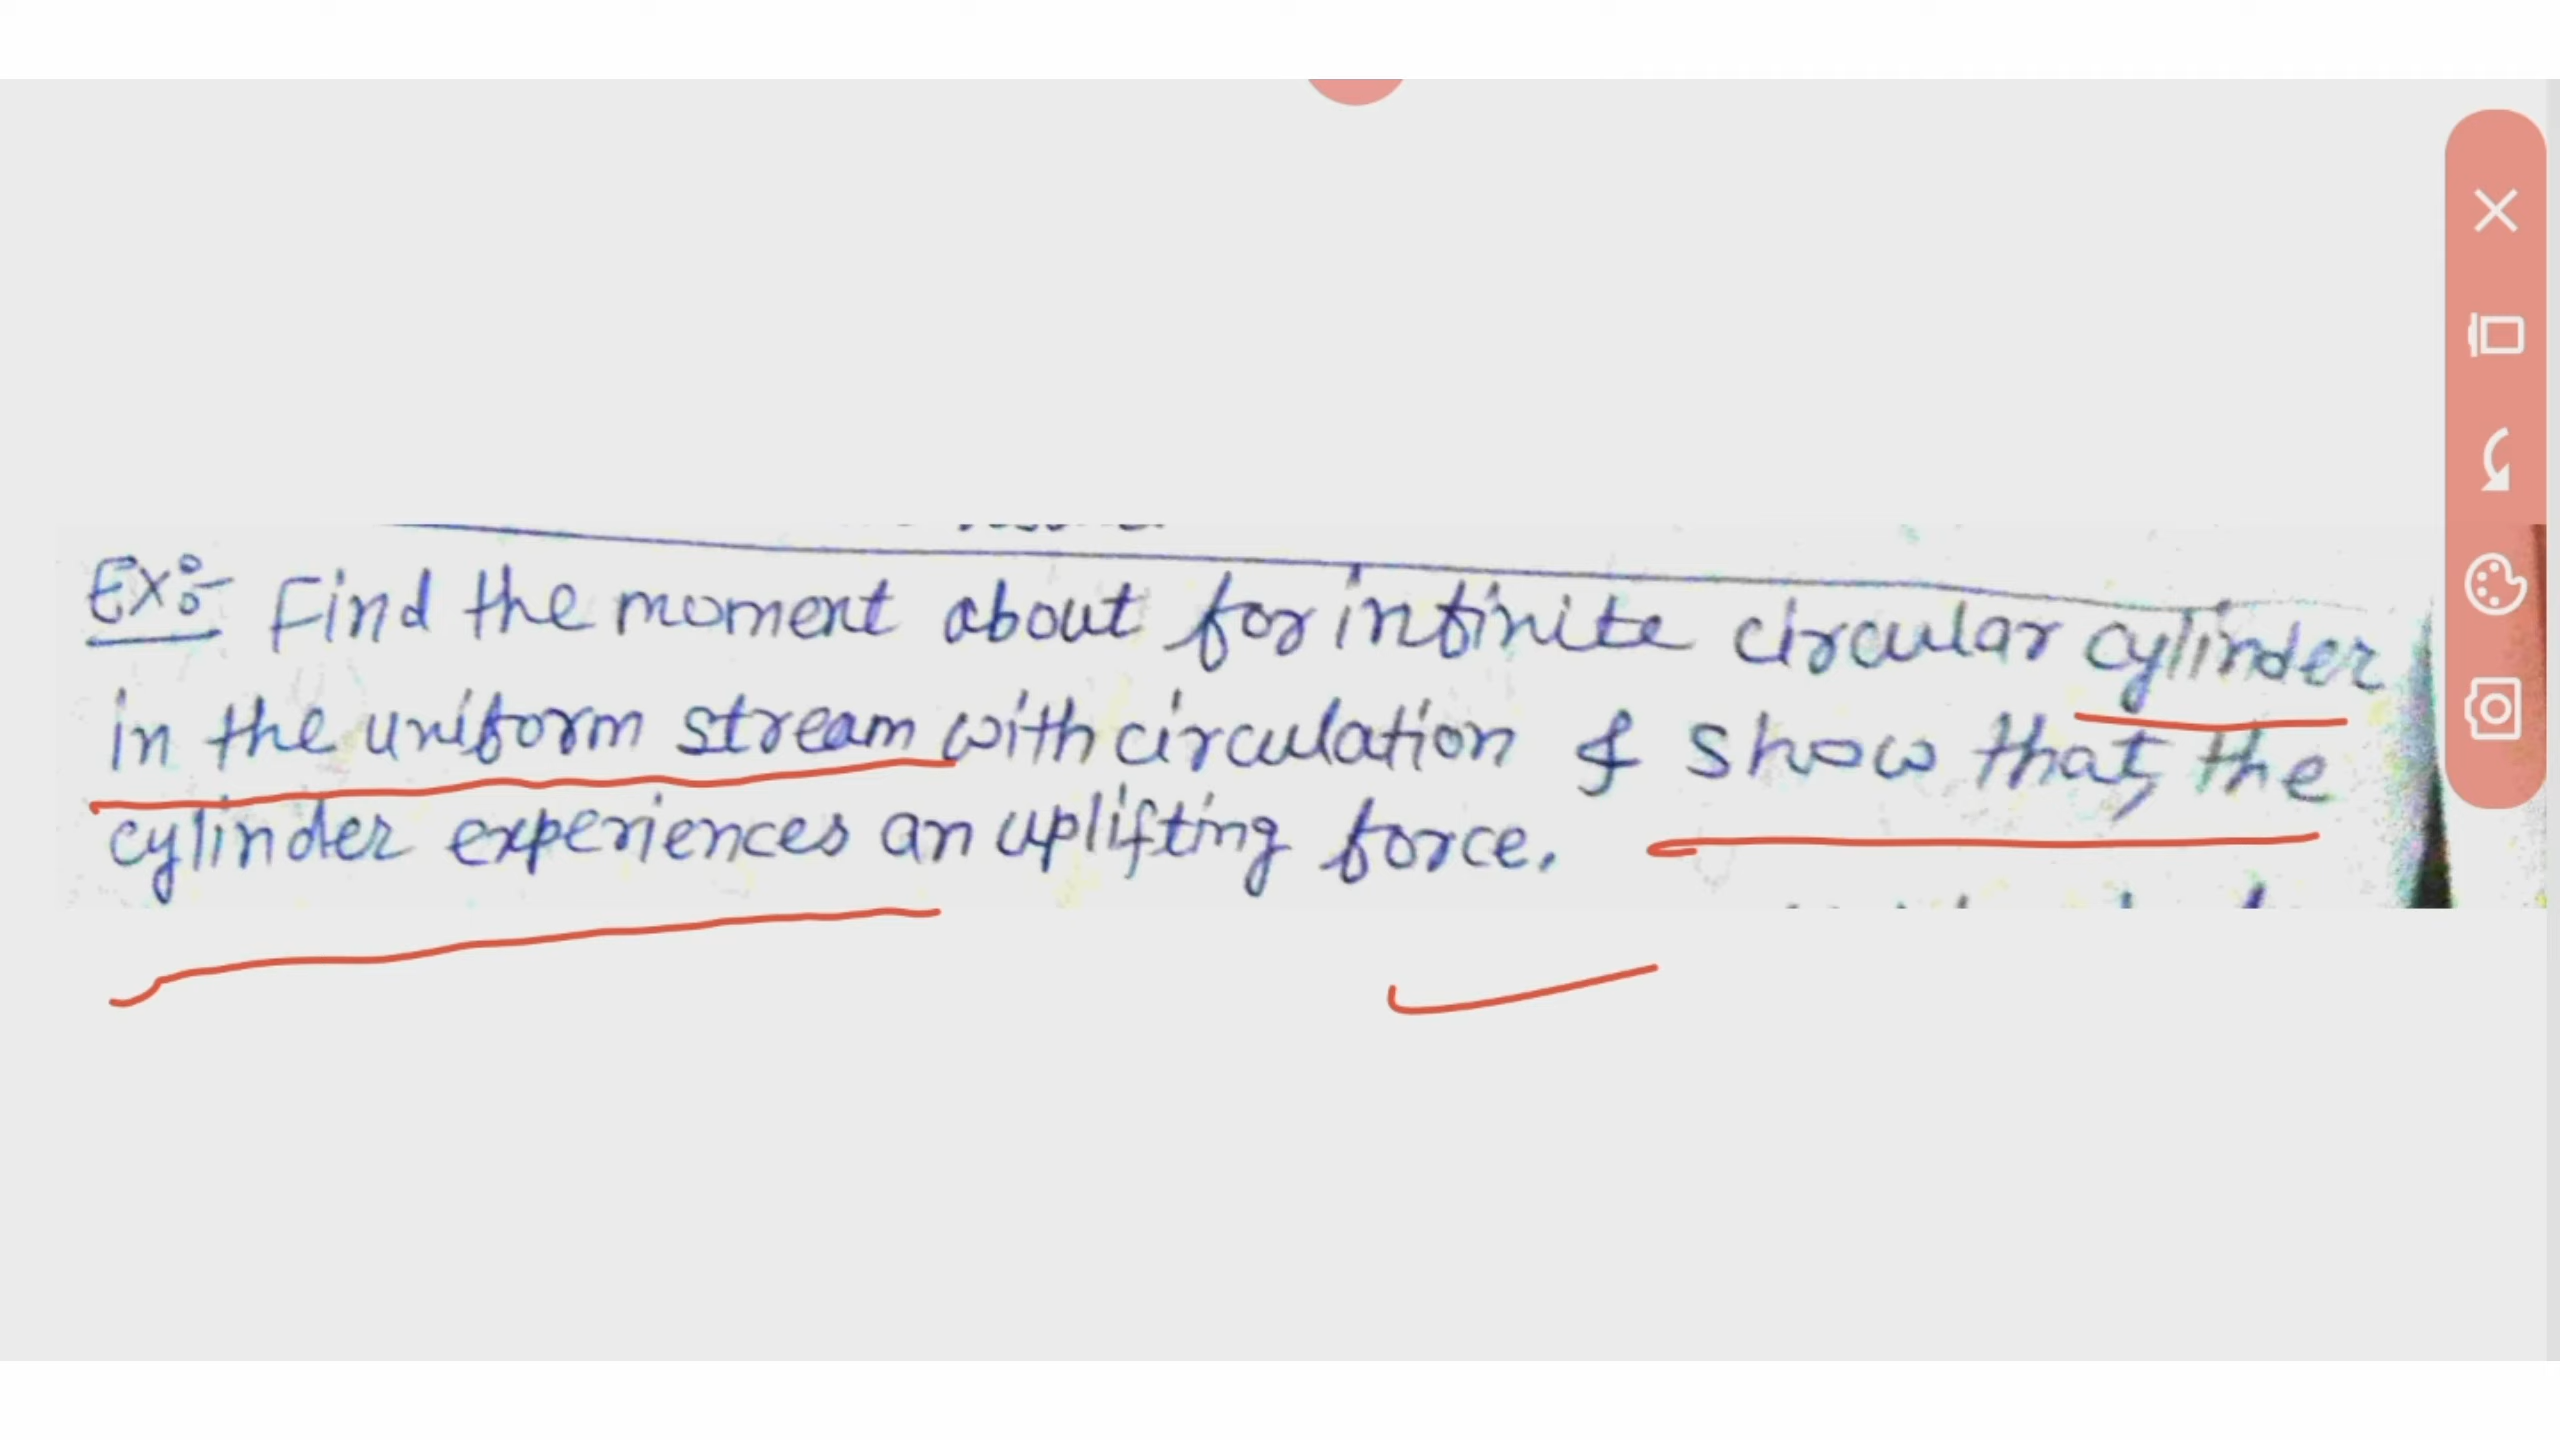 Ex:- Find the moment about for infinite circular cylinder
in the uniform stream with circulation & show that, the
cylinder experiences an uplifting force.